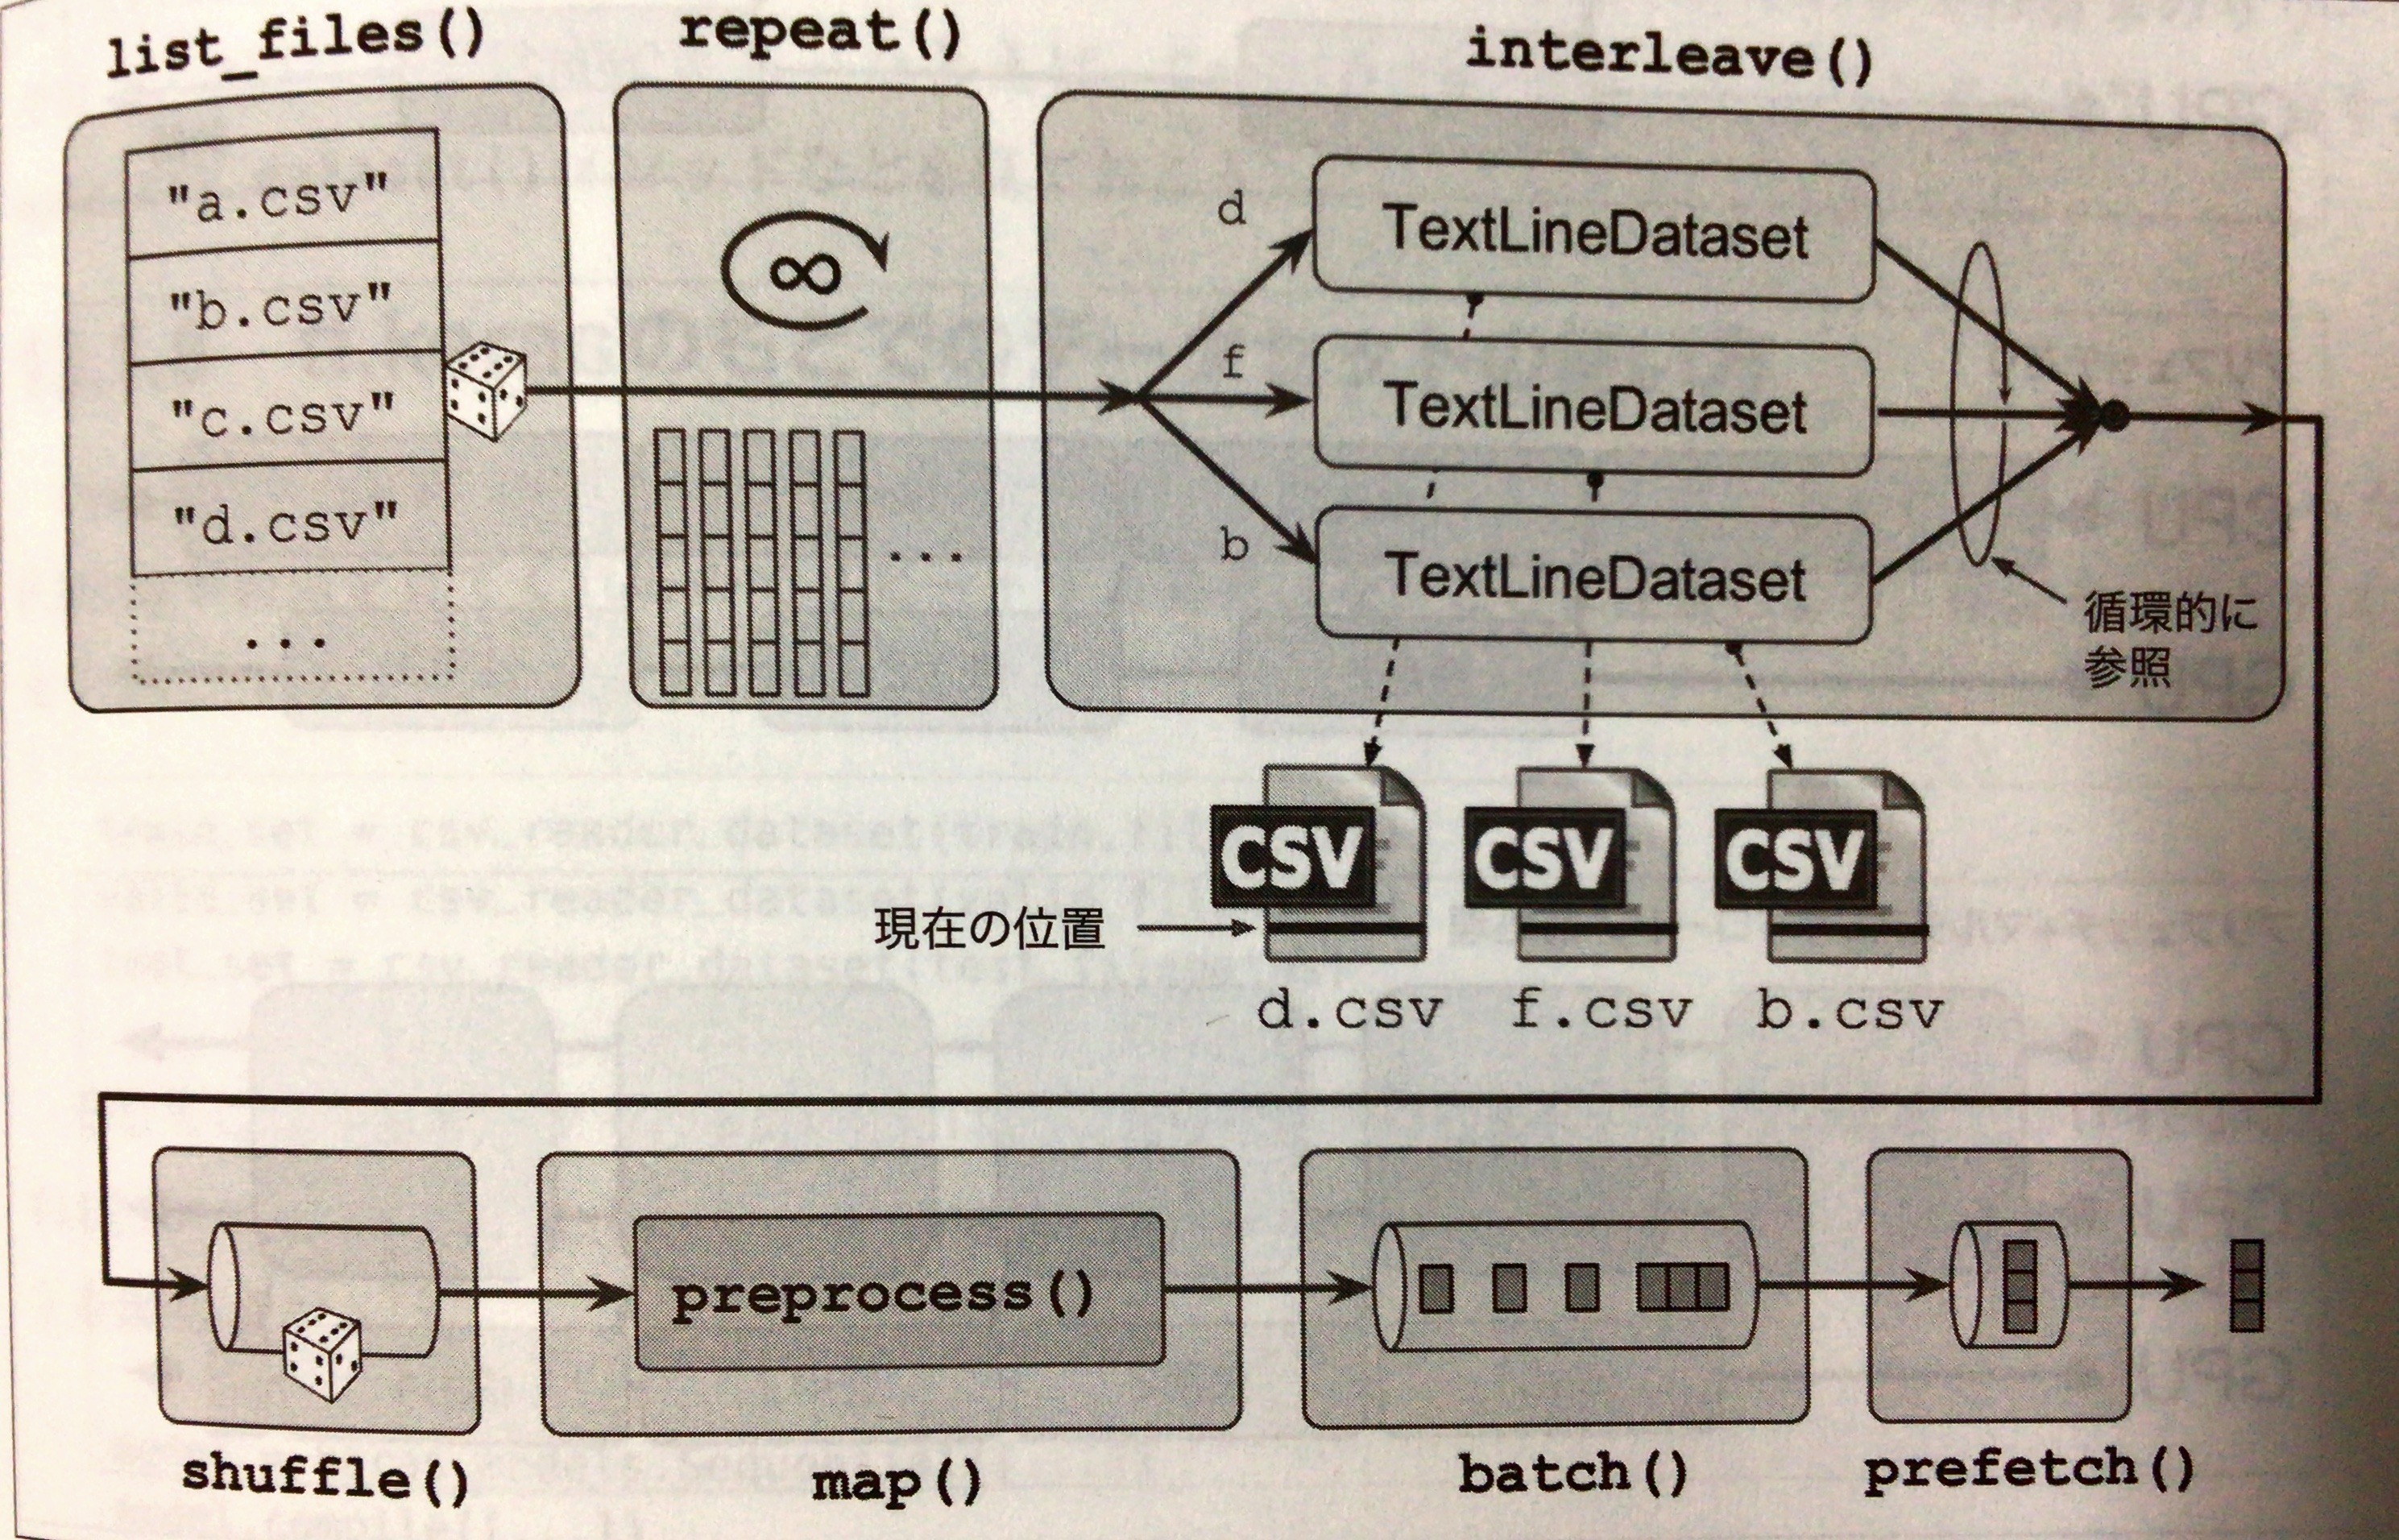 list_files()
repeat()
interleave()
"a.csv"
"b.csv"
"c.csv"
"d.csv"
...
∞
...
d
TextLineDataset
f
TextLineDataset
b
TextLineDataset
循環的に
参照
CSV
CSV
CSV
現在の位置
d.csv
f.csv
b.csv
preprocess()
shuffle()
map()
batch()
prefetch()